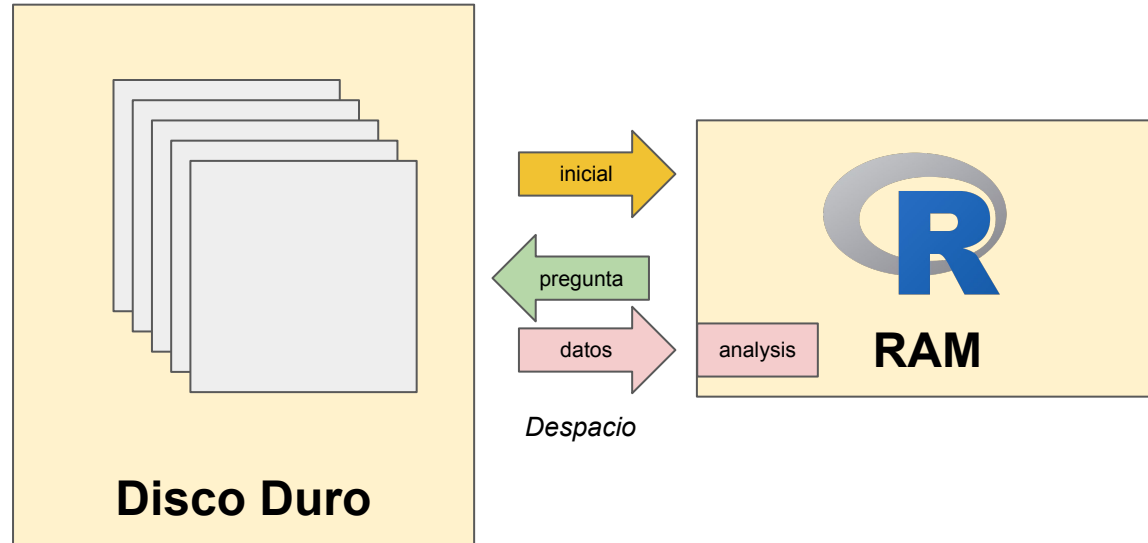 inicial
R
pregunta
datos
analysis
RAM
Despacio
Disco Duro